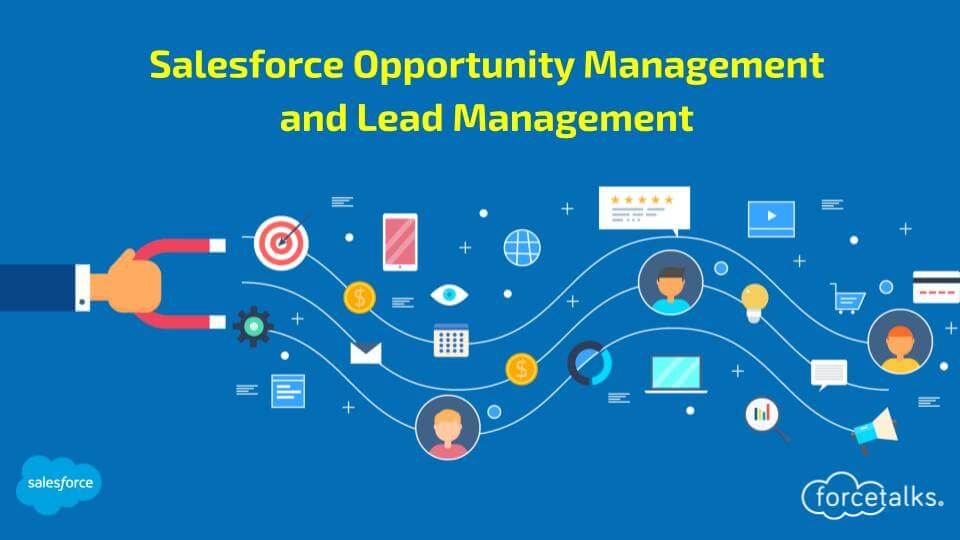 Salesforce Opportunity Management
and Lead Management
$
$
salesforce
forcetalks®